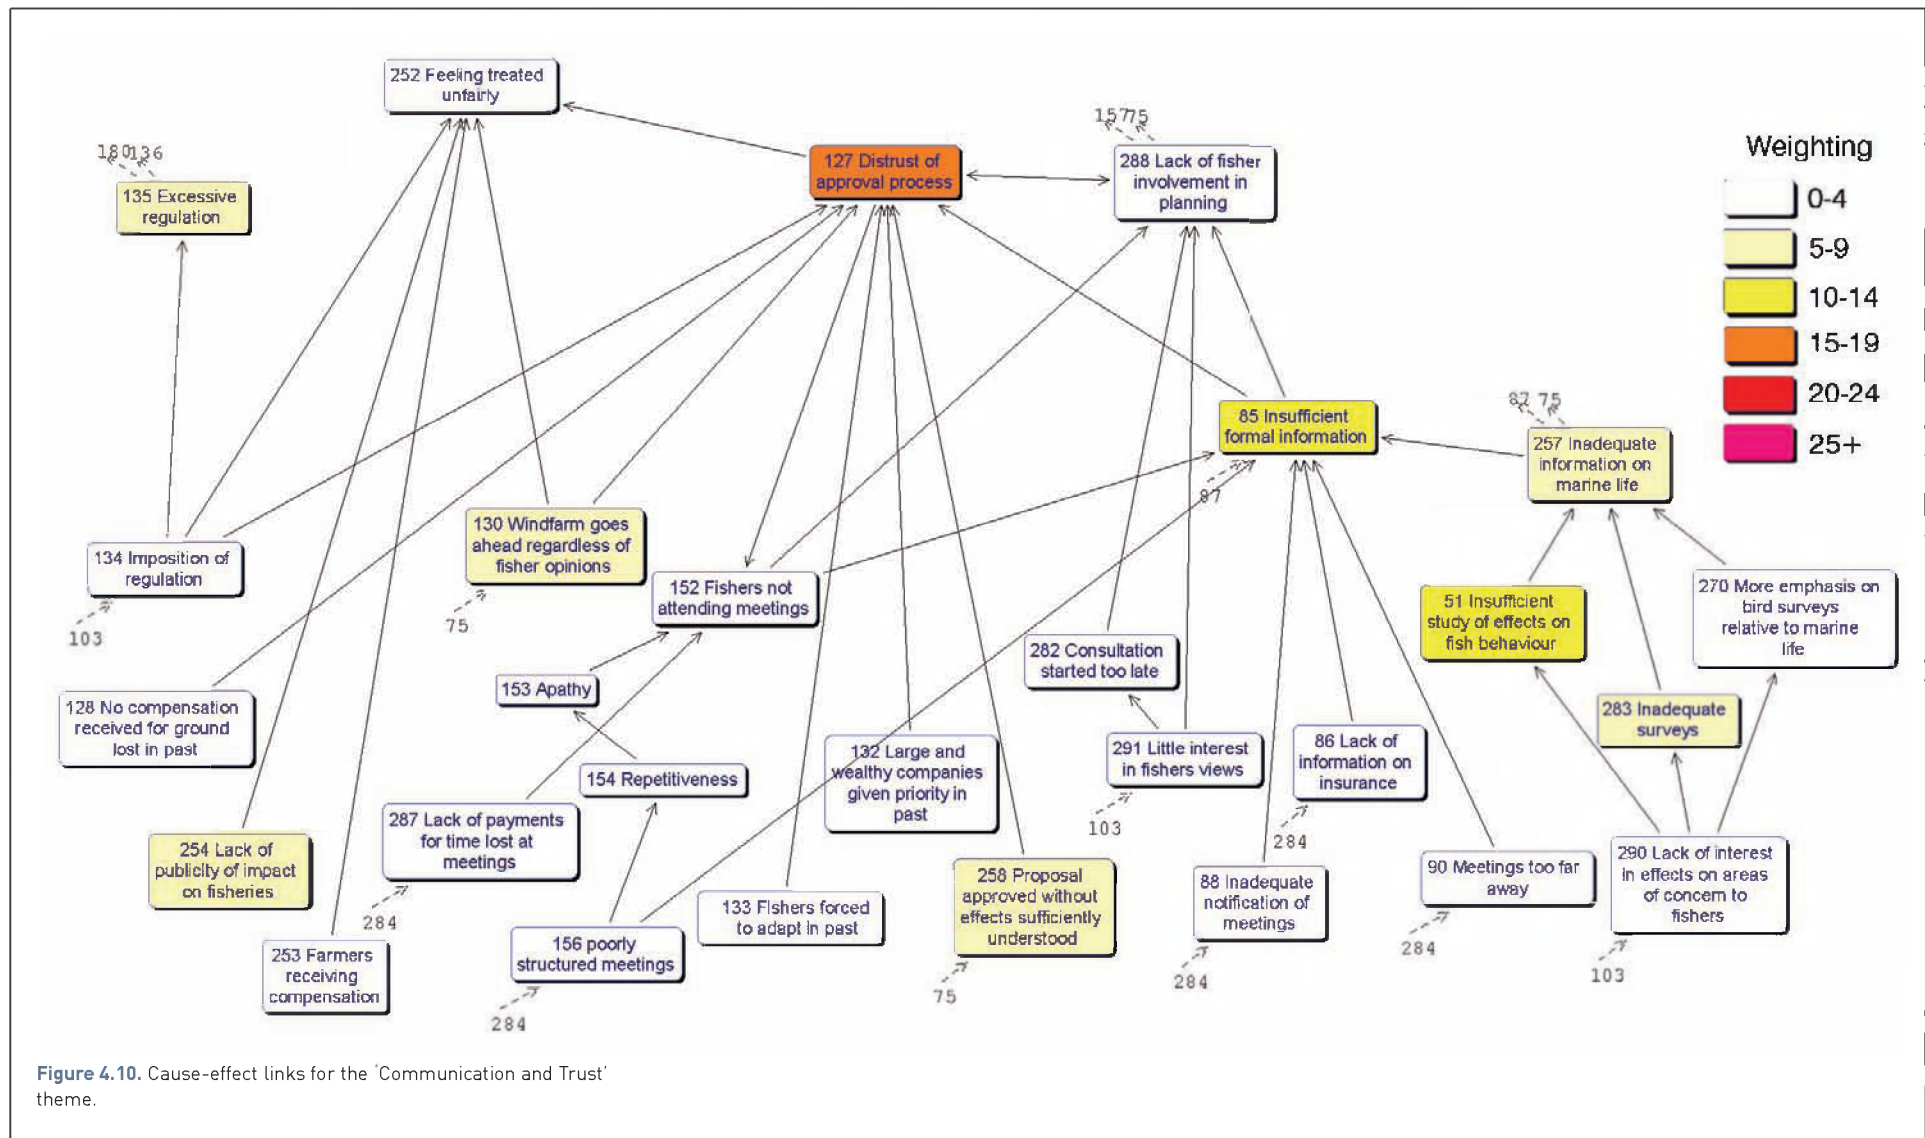 252 Feeling treated
unfairly
180
136
135 Excessive
regulation
127 Distrust of
approval process
157
75
288 Lack of fisher
involvement in
planning
Weighting
0-4
5-9
10-14
15-19
20-24
25+
85 Insufficient
formal information
87
87 75
257 Inadequate
information on
marine life
134 Imposition of
regulation
103
130 Windfarm goes
ahead regardless of
fisher opinions
75
152 Fishers not
attending meetings
51 Insufficient
study of effects on
fish behaviour
270 More emphasis on
bird surveys
relative to marine
life
282 Consultation
started too late
153 Apathy
128 No compensation
received for ground
lost in past
283 Inadequate
surveys
154 Repetitiveness
132 Large and
wealthy companies
given priority in
past
291 Little interest
in fishers views
103
86 Lack of
information on
insurance
284
287 Lack of payments
for time lost at
meetings
284
254 Lack of
publicity of impact
on fisheries
258 Proposal
approved without
effects sufficiently
understood
75
88 Inadequate
notification of
meetings
284
90 Meetings too far
away
284
290 Lack of interest
in effects on areas
of concern to
fishers
103
133 Fishers forced
to adapt in past
156 poorly
structured meetings
284
253 Farmers
receiving
compensation
Figure 4.10. Cause-effect links for the ‘Communication and Trust’
theme.